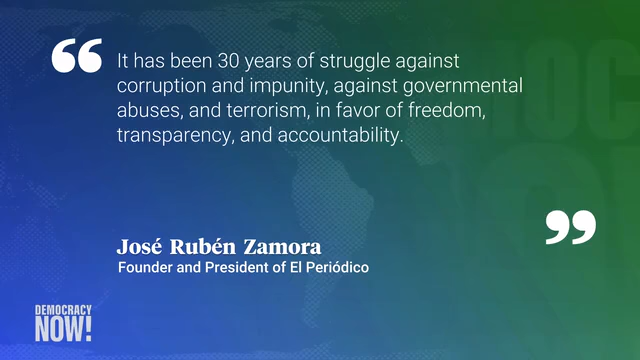 “
It has been 30 years of struggle against
corruption and impunity, against governmental
abuses, and terrorism, in favor of freedom,
transparency, and accountability.
”
José Rubén Zamora
Founder and President of El Periódico
DEMOCRACY
NOW!